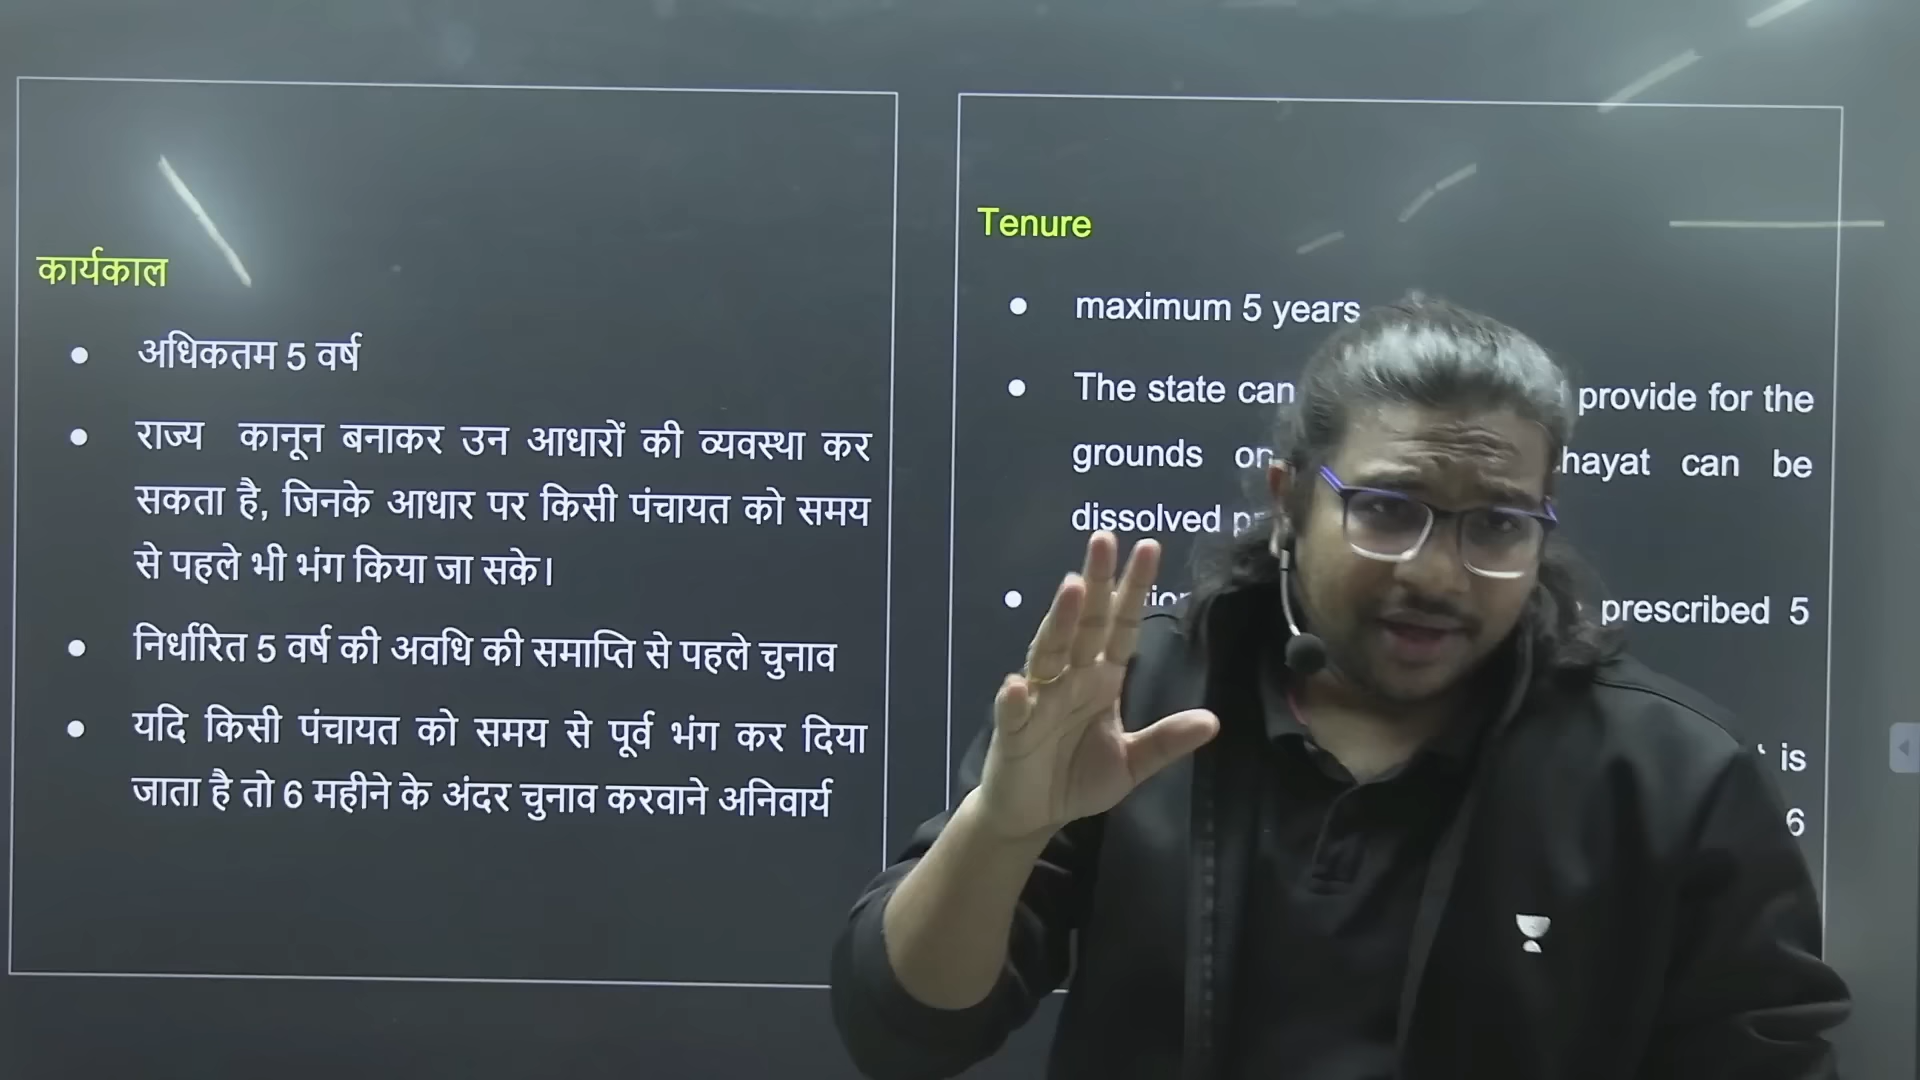 कार्यकाल
● अधिकतम 5 वर्ष
● राज्य कानून बनाकर उन आधारों की व्यवस्था कर
सकता है, जिनके आधार पर किसी पंचायत को समय
से पहले भी भंग किया जा सके।
● निर्धारित 5 वर्ष की अवधि की समाप्ति से पहले चुनाव
● यदि किसी पंचायत को समय से पूर्व भंग कर दिया
जाता है तो 6 महीने के अंदर चुनाव करवाने अनिवार्य
Tenure
● maximum 5 years
● The state can provide for the
grounds on can be
dissolved
● prescribed 5
is
6